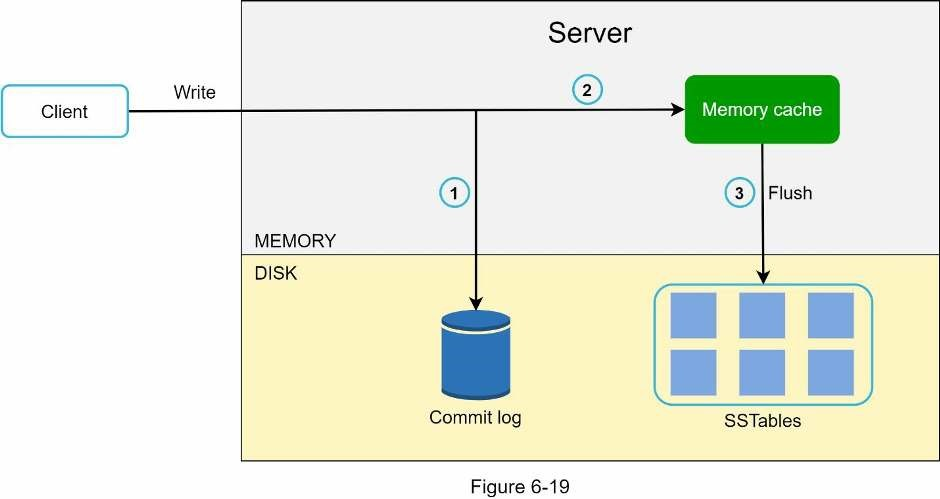 Server
Client
Write
2
Memory cache
1
3
Flush
MEMORY
DISK
Commit log
SSTables
Figure 6-19